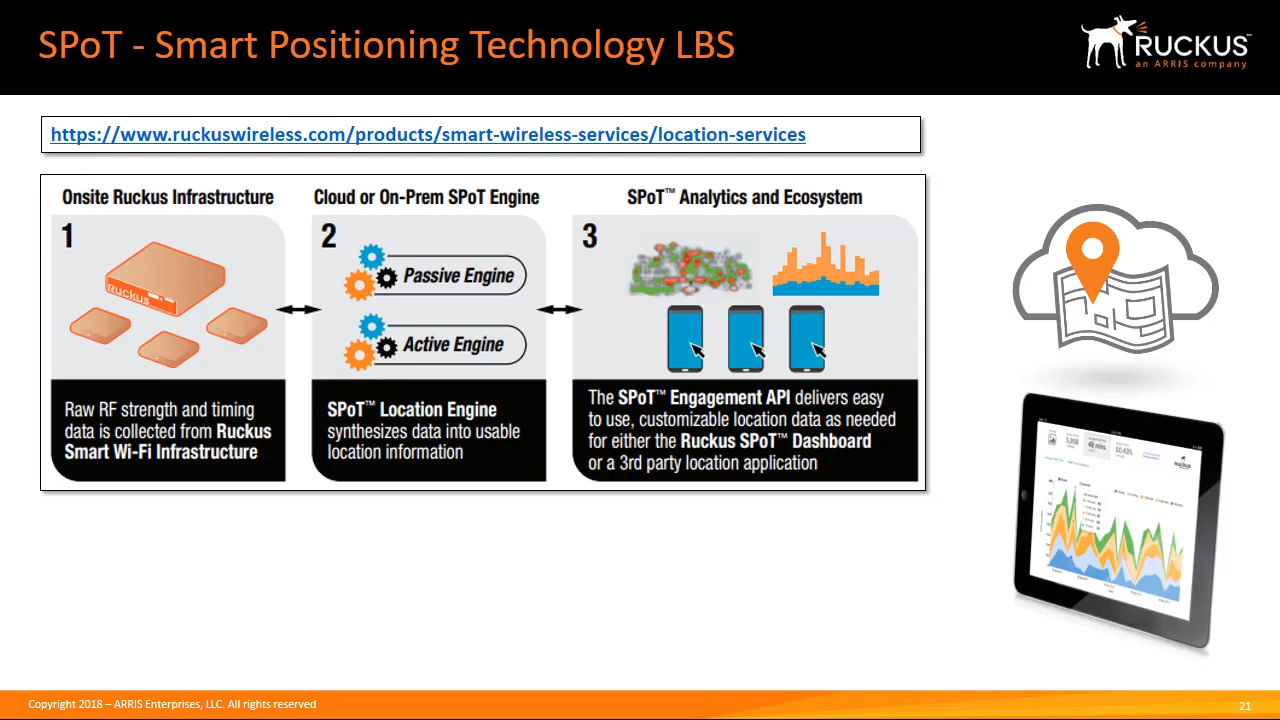 SPoT - Smart Positioning Technology LBS
RUCKUS™
an ARRIS company
https://www.ruckuswireless.com/products/smart-wireless-services/location-services
Onsite Ruckus Infrastructure
Cloud or On-Prem SPoT Engine
SPoT™ Analytics and Ecosystem
1
2
3
Ruckus
Passive Engine
Active Engine
Raw RF strength and timing
data is collected from Ruckus
Smart Wi-Fi Infrastructure
SPoT™ Location Engine
synthesizes data into usable
location information
The SPoT™ Engagement API delivers easy
to use, customizable location data as needed
for either the Ruckus SPoT™ Dashboard
or a 3rd party location application
48 mins
Copyright 2018 – ARRIS Enterprises, LLC. All rights reserved
21